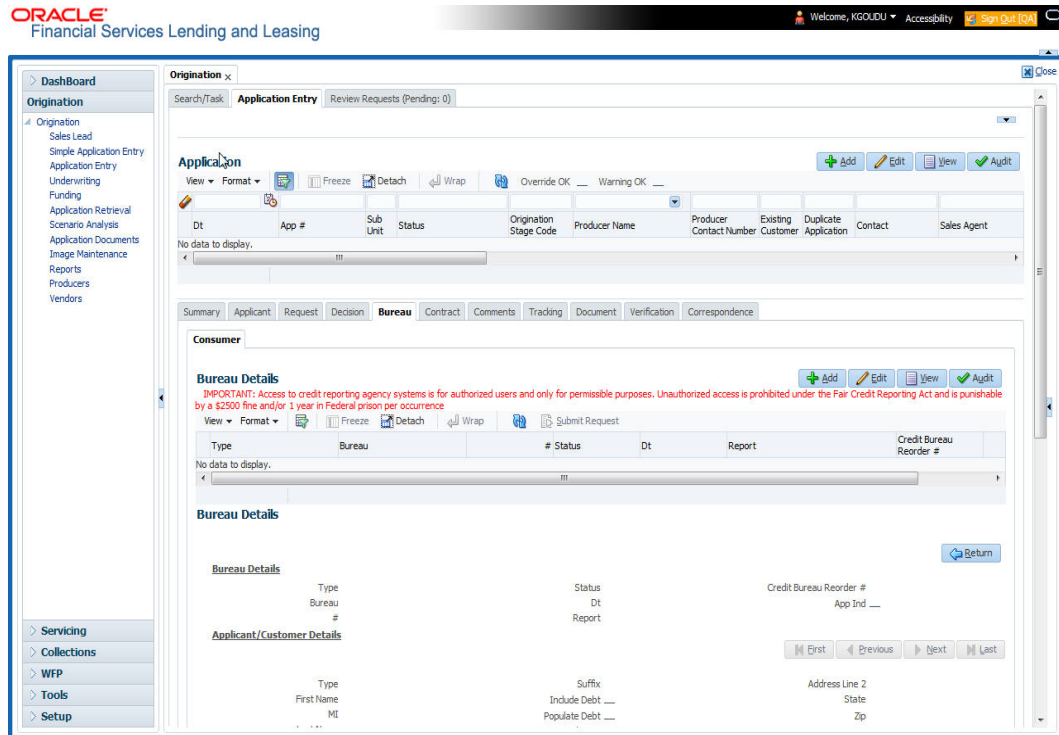 ORACLE
Financial Services Lending and Leasing
Welcome, KGOUDU Accessibility Sign Out [QA]
Close
DashBoard
Origination
Origination
Sales Lead
Simple Application Entry
Application Entry
Underwriting
Funding
Application Retrieval
Scenario Analysis
Application Documents
Image Maintenance
Reports
Producers
Vendors
Servicing
Collections
WFP
Tools
Setup
Origination x
Search/Task Application Entry Review Requests (Pending: 0)
Application
Add Edit View Audit
View Format Freeze Detach Wrap Override OK __ Warning OK __
Dt App # Sub Unit Status Origination Stage Code Producer Name Producer Contact Number Existing Customer Duplicate Application Contact Sales Agent
No data to display.
Summary Applicant Request Decision Bureau Contract Comments Tracking Document Verification Correspondence
Consumer
Bureau Details
Add Edit View Audit
IMPORTANT: Access to credit reporting agency systems is for authorized users and only for permissible purposes. Unauthorized access is prohibited under the Fair Credit Reporting Act and is punishable
by a $2500 fine and/or 1 year in Federal prison per occurrence
View Format Freeze Detach Wrap Submit Request
Type Bureau # Status Dt Report Credit Bureau Reorder #
No data to display.
Bureau Details
Return
Bureau Details
Type Status Credit Bureau Reorder #
Bureau Dt App Ind __
# Report
Applicant/Customer Details
First Previous Next Last
Type Suffix Address Line 2
First Name Include Debt __ State
MI Populate Debt __ Zip